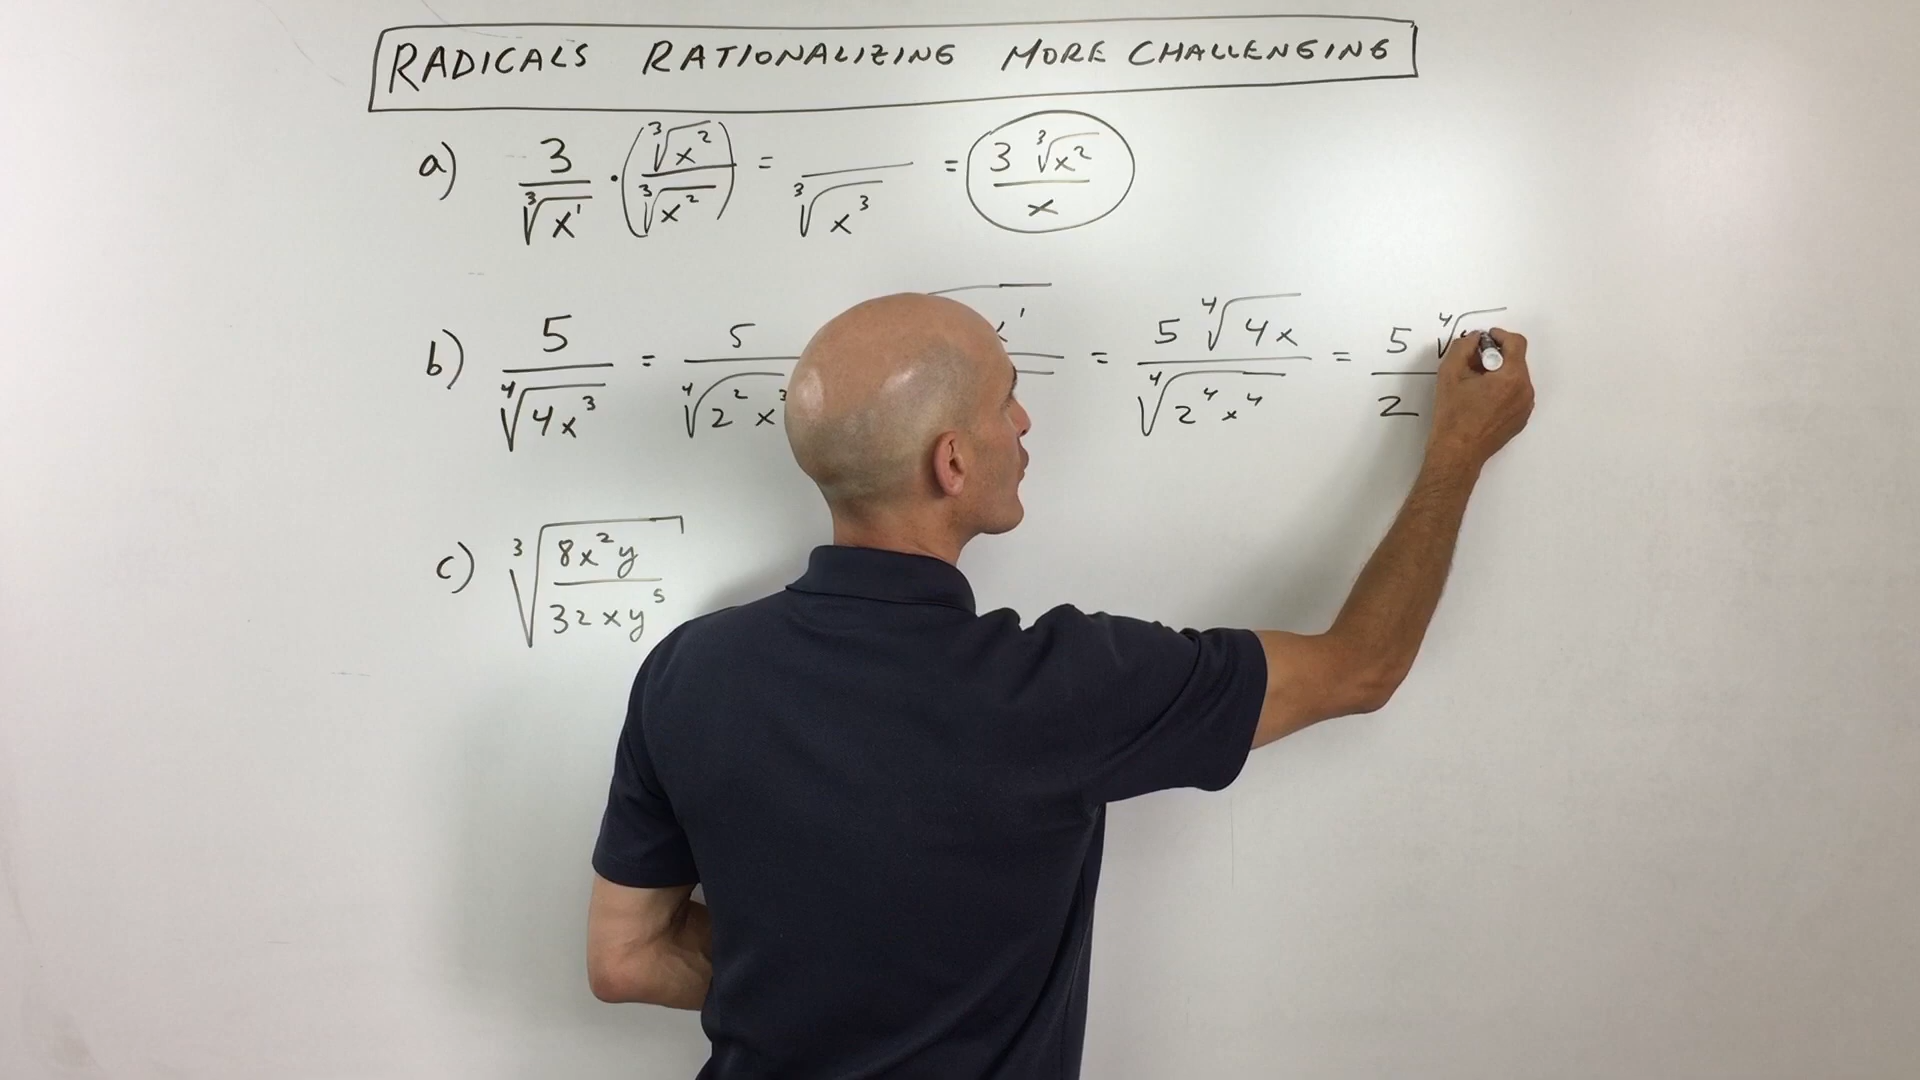 RADICALS RATIONALIZING MORE CHALLENGING
a) 3/∛x¹ · (∛x²/∛x²) = /∛x³ = 3∛x²/x
b) 5/∜4x³ = 5/∜2²x³ ¹ = 5∜4x/∜2⁴x⁴ = 5∜/2
c) ∛8x²y/32xy⁵